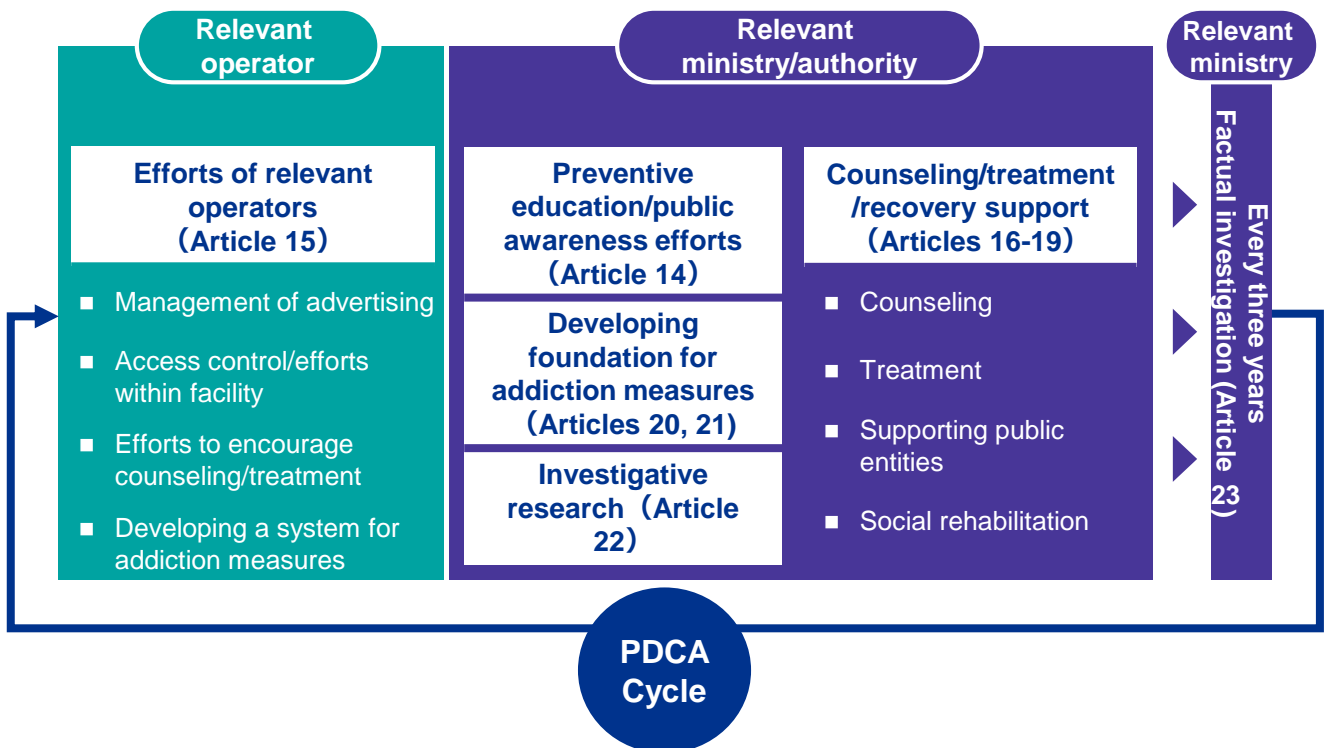 Relevant
operator
Relevant
ministry/authority
Relevant
ministry
Efforts of relevant
operators
（Article 15）
■ Management of advertising
■ Access control/efforts
within facility
■ Efforts to encourage
counseling/treatment
■ Developing a system for
addiction measures
Preventive
education/public
awareness efforts
（Article 14）
Developing
foundation for
addiction measures
（Articles 20, 21)
Investigative
research（Article
22）
Counseling/treatment
/recovery support
（Articles 16-19）
■ Counseling
■ Treatment
■ Supporting public
entities
■ Social rehabilitation
Every three years
Factual investigation (Article 23)
PDCA
Cycle